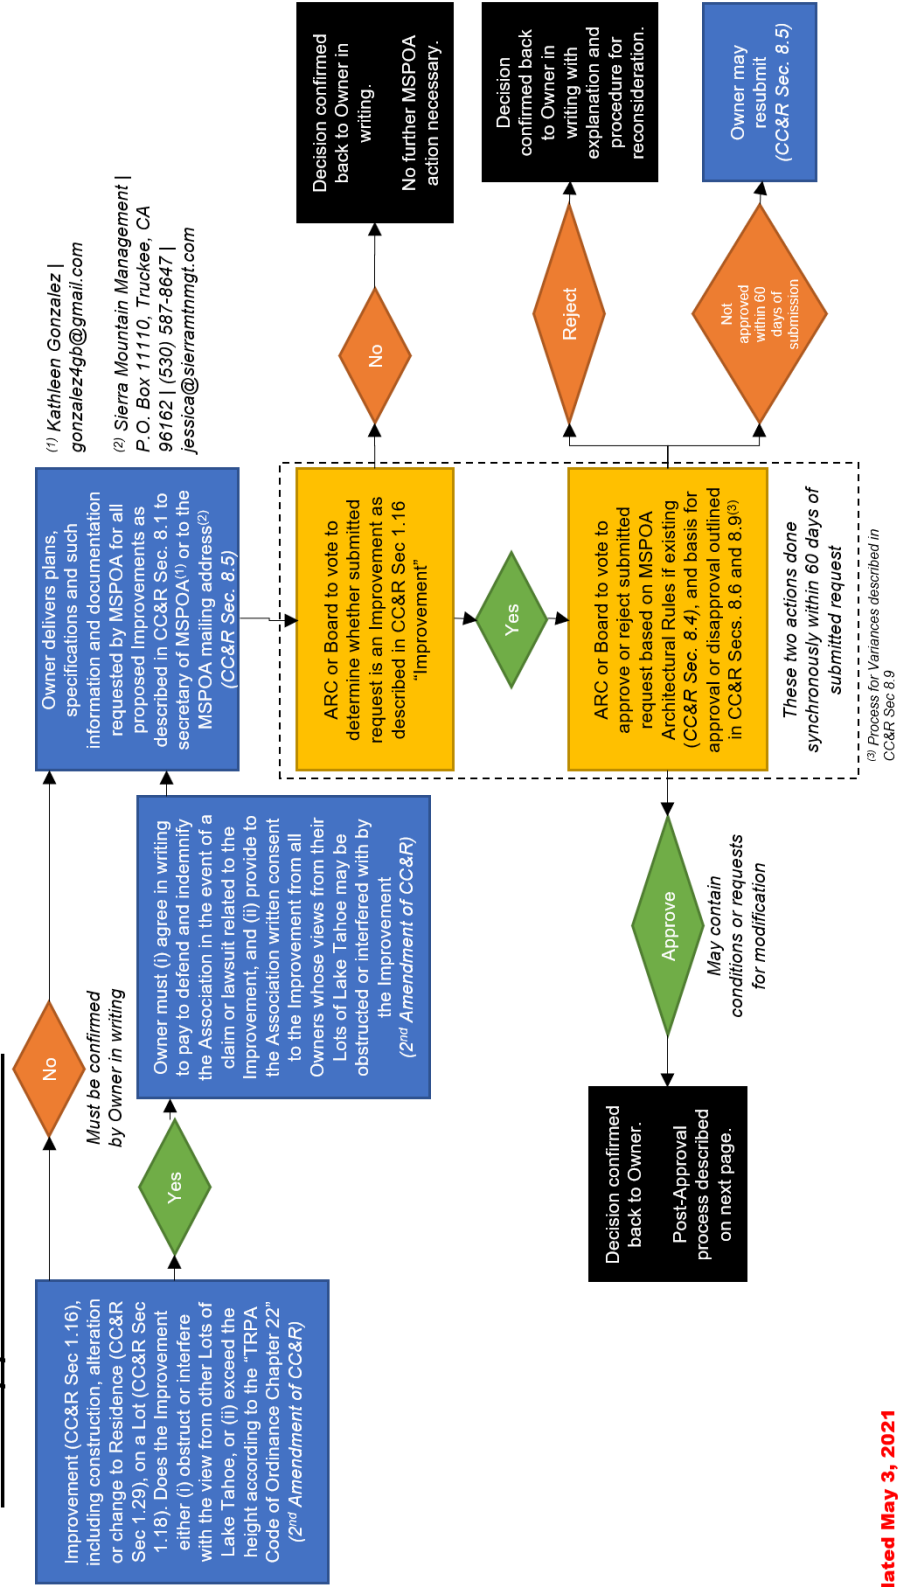 Improvement (CC&R Sec 1.16),
including construction, alteration
or change to Residence (CC&R
Sec 1.29), on a Lot (CC&R Sec
1.18). Does the Improvement
either (i) obstruct or interfere
with the view from other Lots of
Lake Tahoe, or (ii) exceed the
height according to the “TRPA
Code of Ordinance Chapter 22”
(2nd Amendment of CC&R)
No
Must be confirmed
by Owner in writing
Yes
Owner must (i) agree in writing
to pay to defend and indemnify
the Association in the event of a
claim or lawsuit related to the
Improvement, and (ii) provide to
the Association written consent
to the Improvement from all
Owners whose views from their
Lots of Lake Tahoe may be
obstructed or interfered with by
the Improvement
(2nd Amendment of CC&R)
Owner delivers plans,
specifications and such
information and documentation
requested by MSPOA for all
proposed Improvements as
described in CC&R Sec. 8.1 to
secretary of MSPOA(1) or to the
MSPOA mailing address(2)
(CC&R Sec. 8.5)
(1) Kathleen Gonzalez |
gonzalez4gb@gmail.com
(2) Sierra Mountain Management |
P.O. Box 11110, Truckee, CA
96162 | (530) 587-8647 |
jessica@sierramtnmgt.com
ARC or Board to vote to
determine whether submitted
request is an Improvement as
described in CC&R Sec 1.16
“Improvement”
No
Decision confirmed
back to Owner in
writing.
No further MSPOA
action necessary.
Yes
ARC or Board to vote to
approve or reject submitted
request based on MSPOA
Architectural Rules if existing
(CC&R Sec. 8.4), and basis for
approval or disapproval outlined
in CC&R Secs. 8.6 and 8.9(3)
These two actions done
synchronously within 60 days of
submitted request
(3) Process for Variances described in
CC&R Sec 8.9
Reject
Decision
confirmed back
to Owner in
writing with
explanation and
procedure for
reconsideration.
Not
approved
within 60
days of
submission
Owner may
resubmit
(CC&R Sec. 8.5)
Approve
May contain
conditions or requests
for modification
Decision confirmed
back to Owner.
Post-Approval
process described
on next page.
lated May 3, 2021